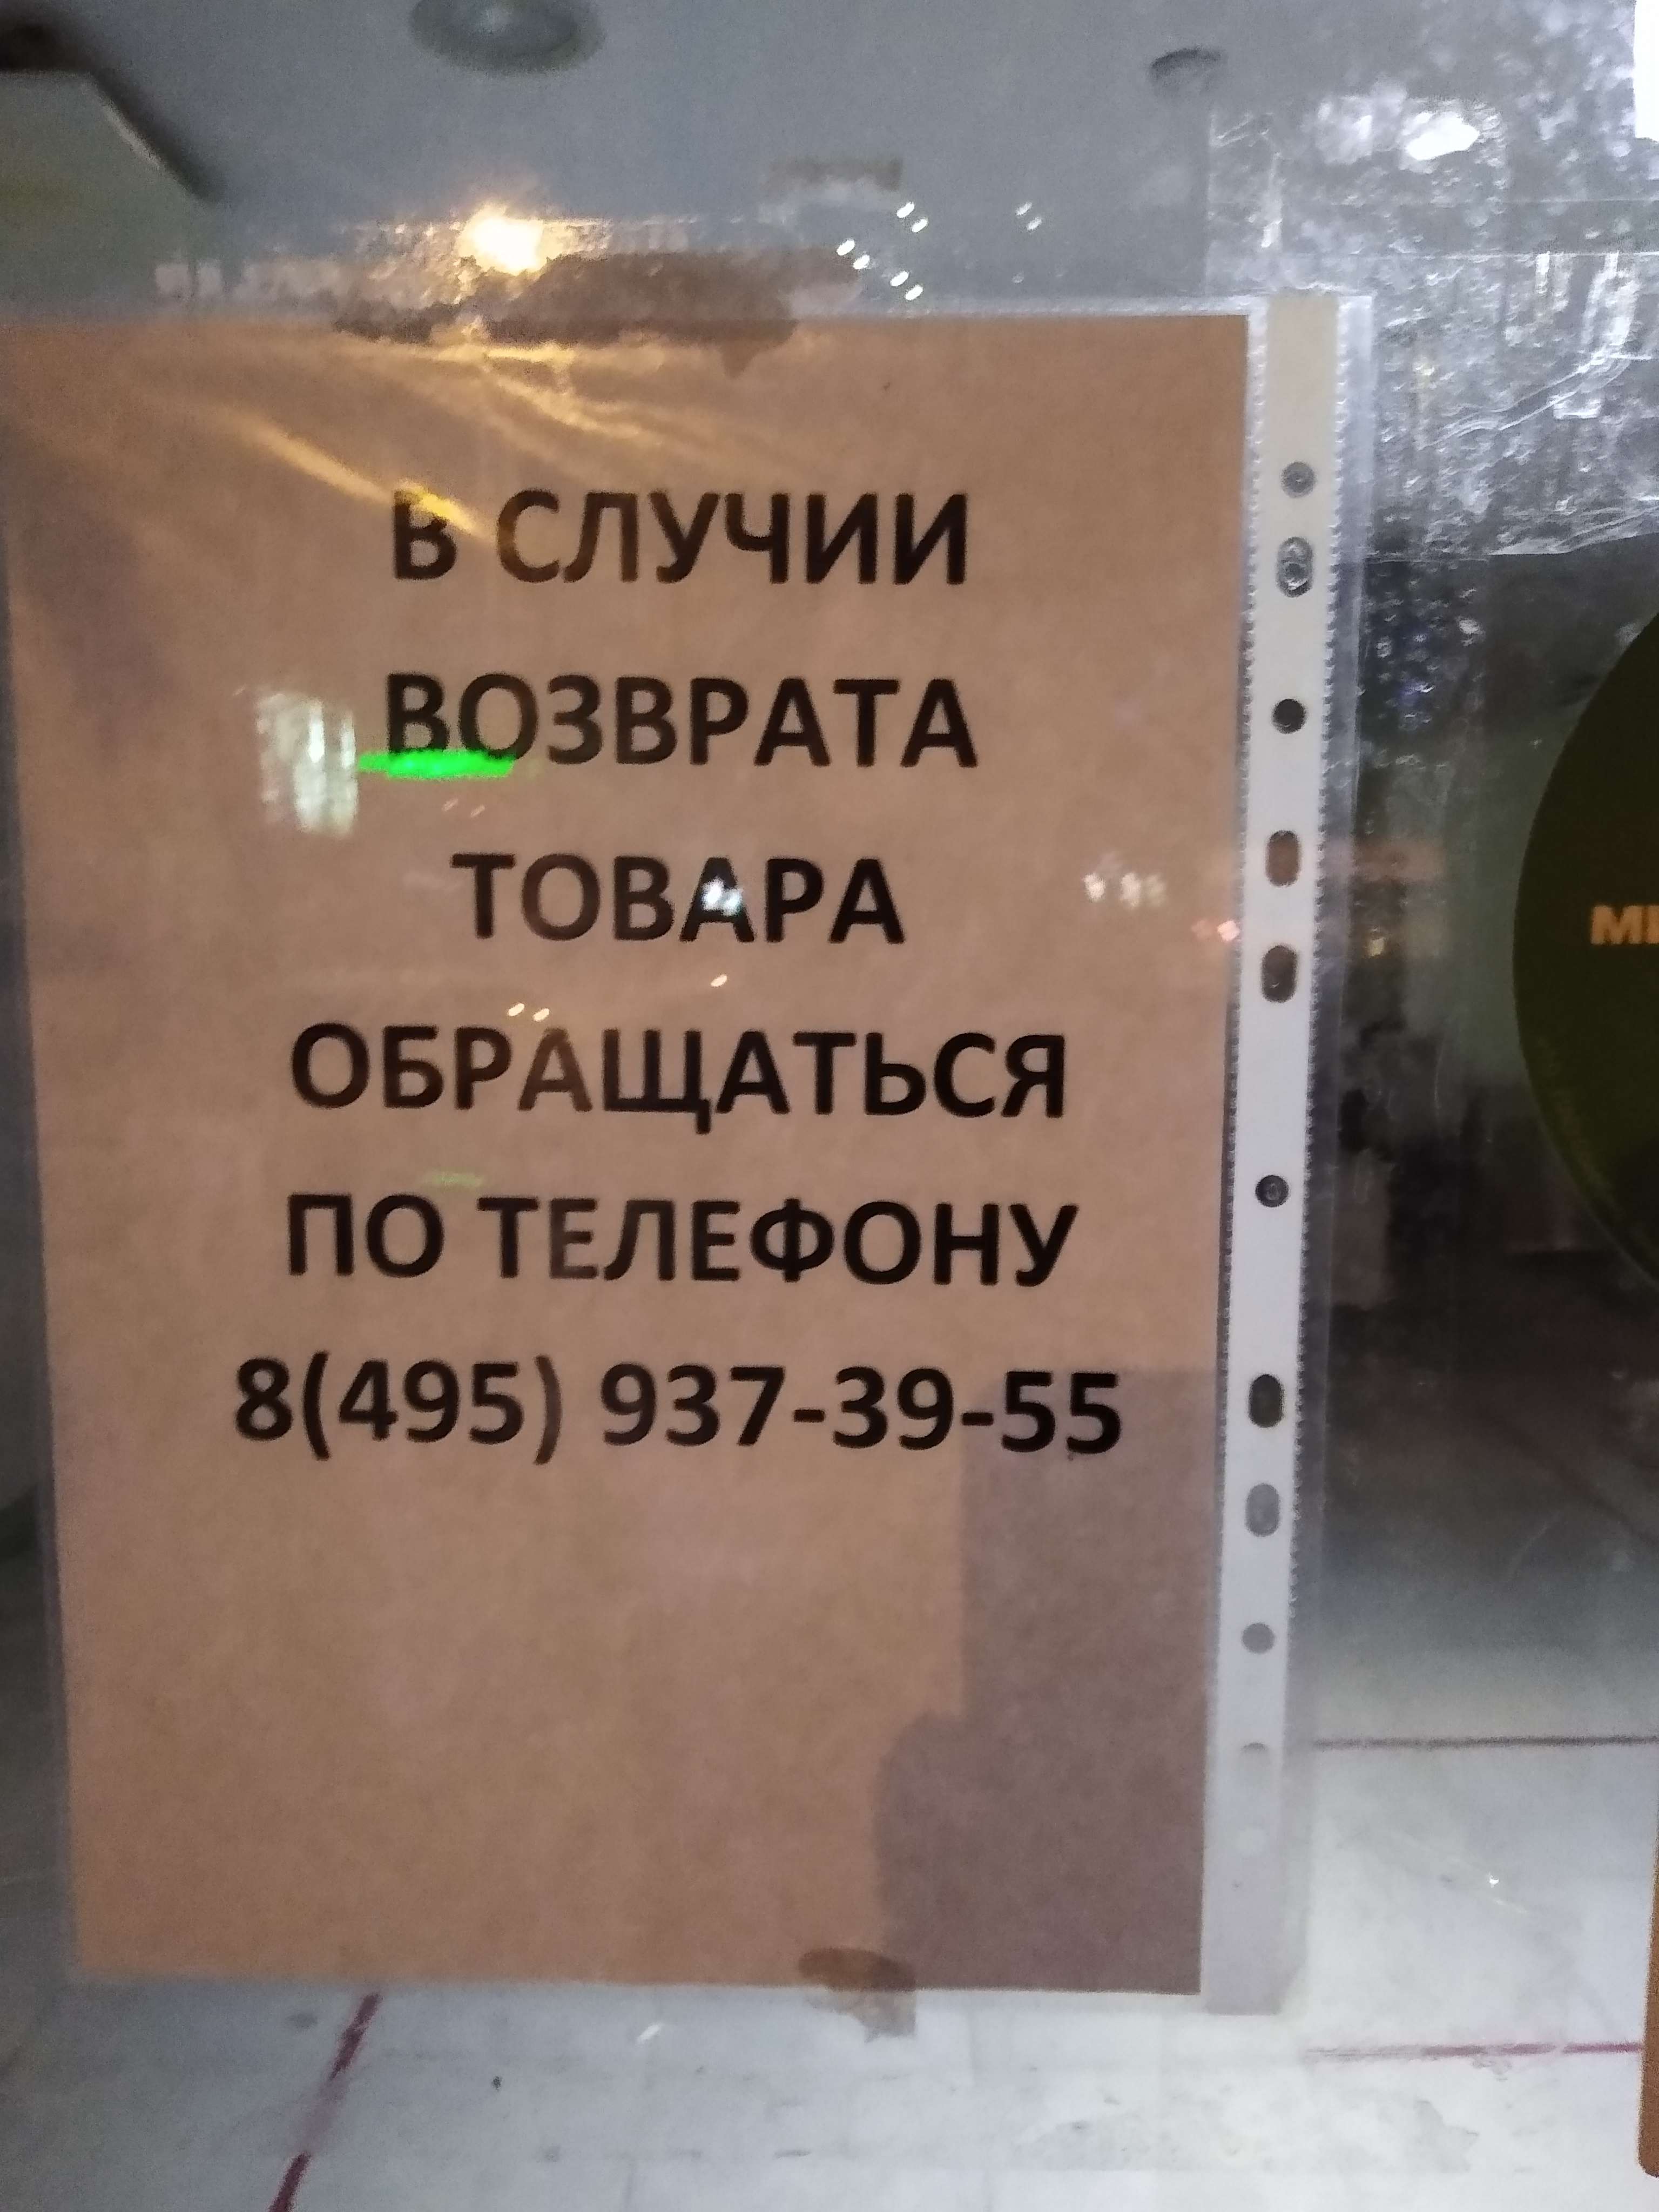 В СЛУЧИИ
ВОЗВРАТА
ТОВАРА
ОБРАЩАТЬСЯ
ПО ТЕЛЕФОНУ
8(495) 937-39-55